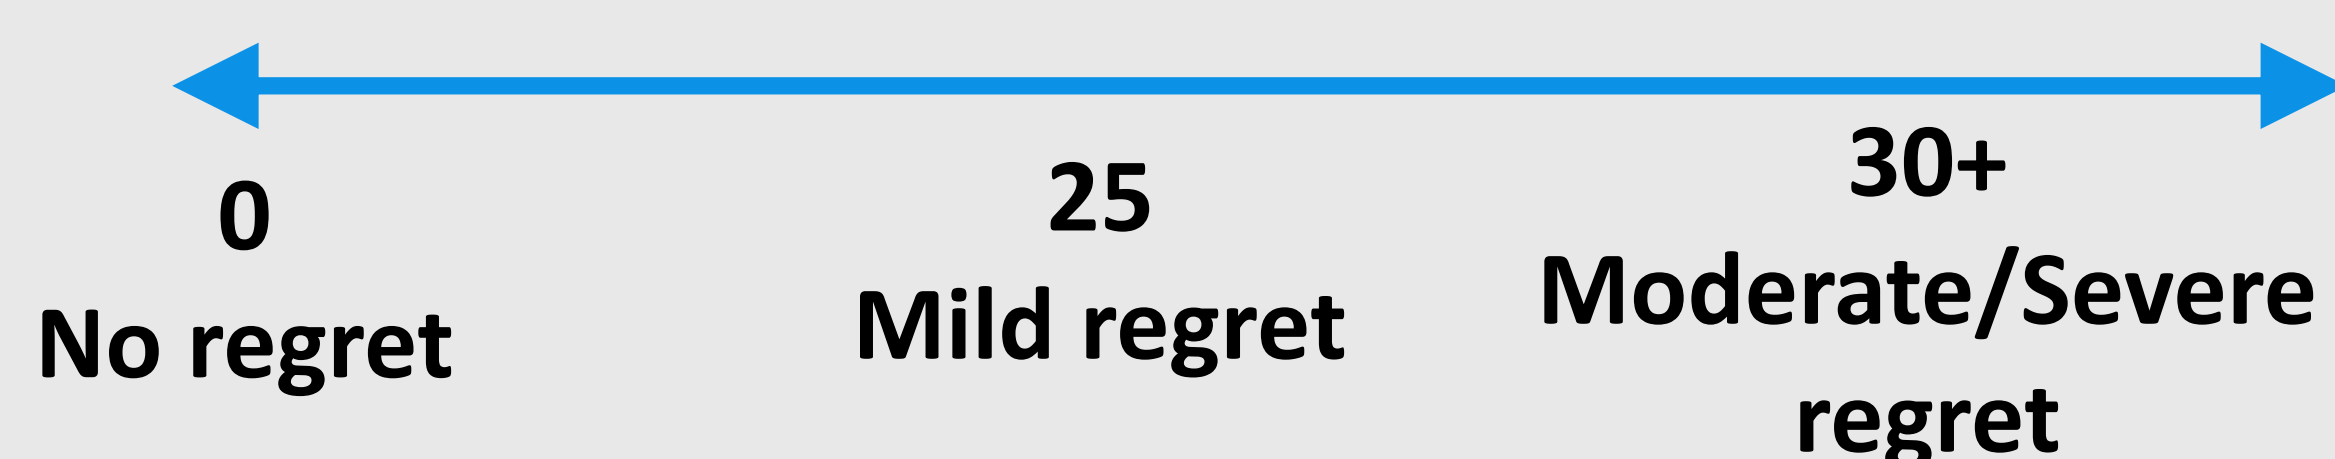 0
No regret
25
Mild regret
30+
Moderate/Severe
regret